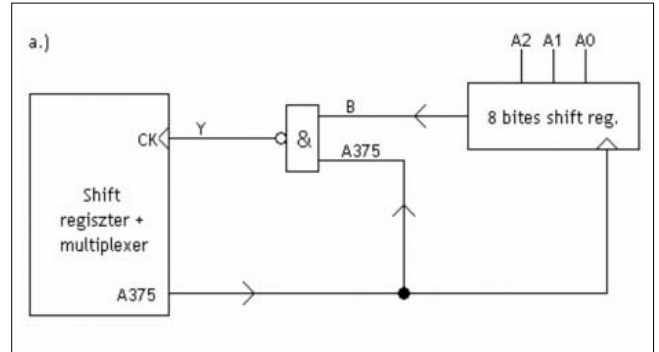 a.)
A2 A1 A0
B
8 bites shift reg.
Y
CK
&
A375
Shift
regiszter +
multiplexer
A375